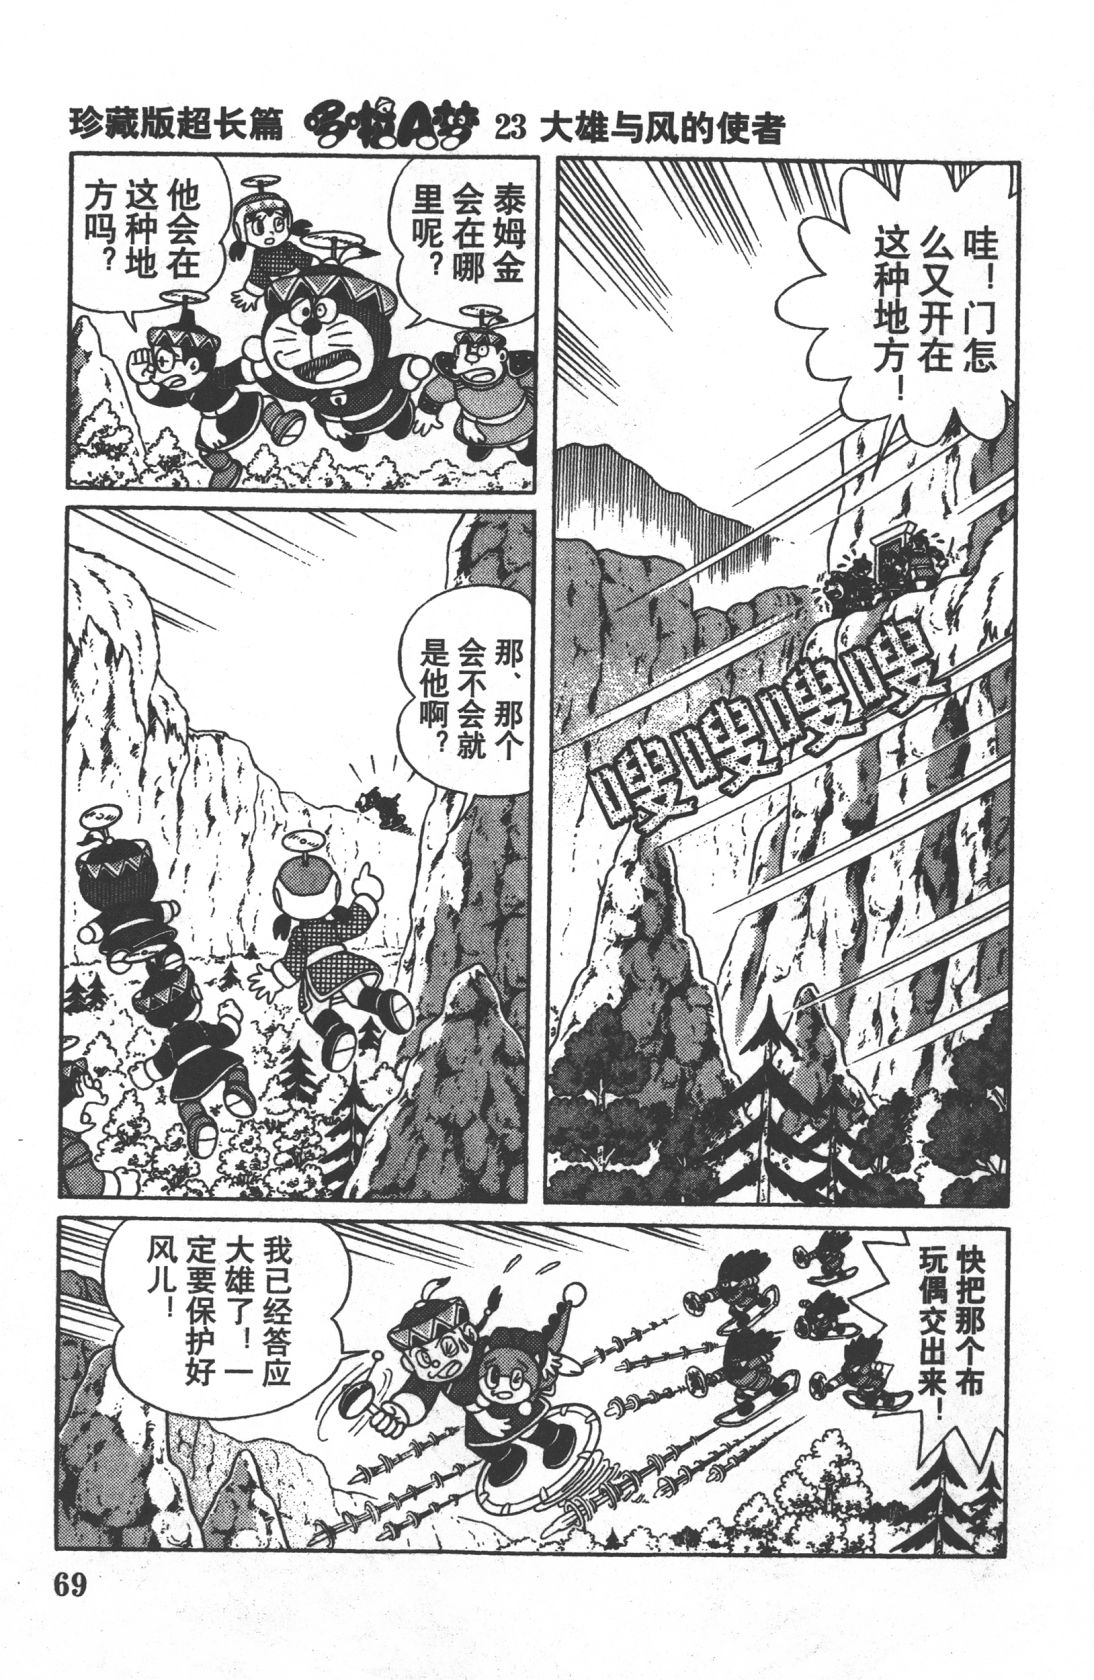 珍藏版超长篇 哆啦A梦 23 大雄与风的使者
哇！门怎
么又开在
这种地方！
嗖嗖嗖嗖
泰姆金
会在哪
里呢？
他会在
这种地
方吗？
那、那个
会不会就
是他啊？
快把那个布
玩偶交出来！
我已经答应
大雄了！一
定要保护好
风儿！
69